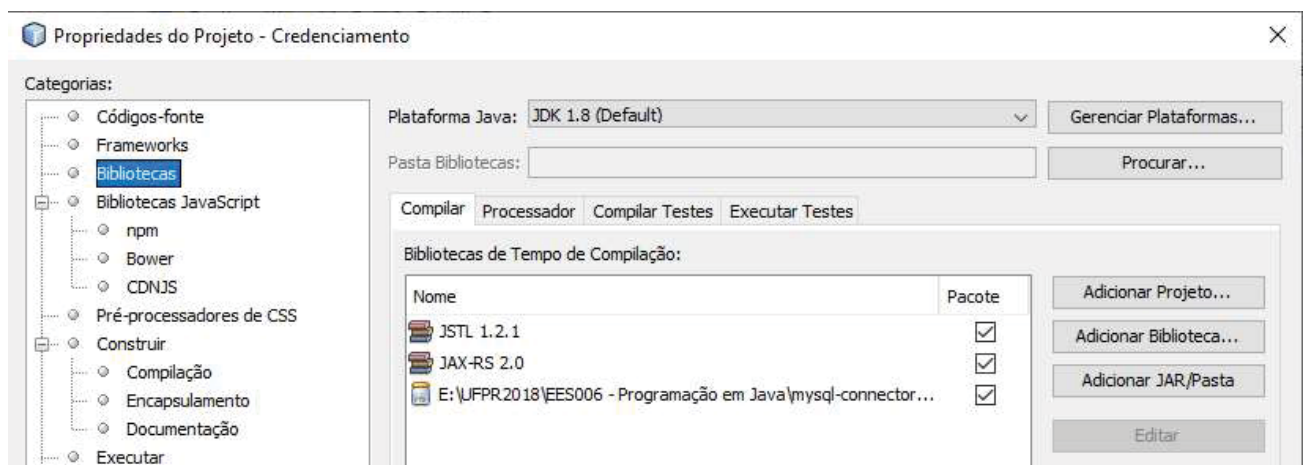 Propriedades do Projeto - Credenciamento
Categorias:
Códigos-fonte
Frameworks
Bibliotecas
Bibliotecas JavaScript
npm
Bower
CDNJS
Pré-processadores de CSS
Construir
Compilação
Encapsulamento
Documentação
Executar
Plataforma Java: JDK 1.8 (Default) Gerenciar Plataformas...
Pasta Bibliotecas: Procurar...
Compilar Processador Compilar Testes Executar Testes
Bibliotecas de Tempo de Compilação:
Nome Pacote
JSTL 1.2.1
JAX-RS 2.0
E:\UFPR2018\EES006 - Programação em Java\mysql-connector...
Adicionar Projeto...
Adicionar Biblioteca...
Adicionar JAR/Pasta
Editar